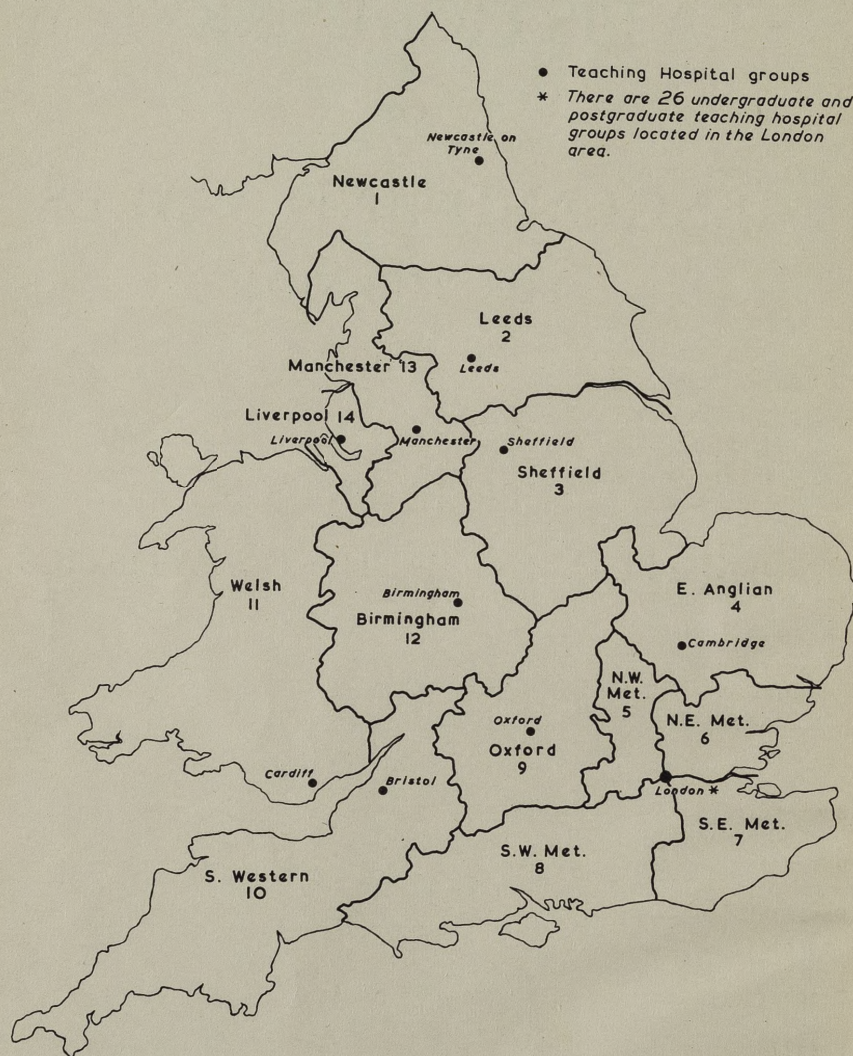 Teaching Hospital groups
* There are 26 undergraduate and
postgraduate teaching hospital
groups located in the London
area.
Newcastle on
Tyne
Newcastle
1
Leeds
2
Leeds
Manchester 13
Liverpool 14
Liverpool
Manchester
Sheffield
Sheffield
3
Welsh
11
Birmingham
Birmingham
12
E. Anglian
4
Cambridge
N.W.
Met.
5
N.E. Met.
6
Oxford
Oxford
9
Cardiff
Bristol
London *
S.E. Met.
7
S.W. Met.
8
S. Western
10